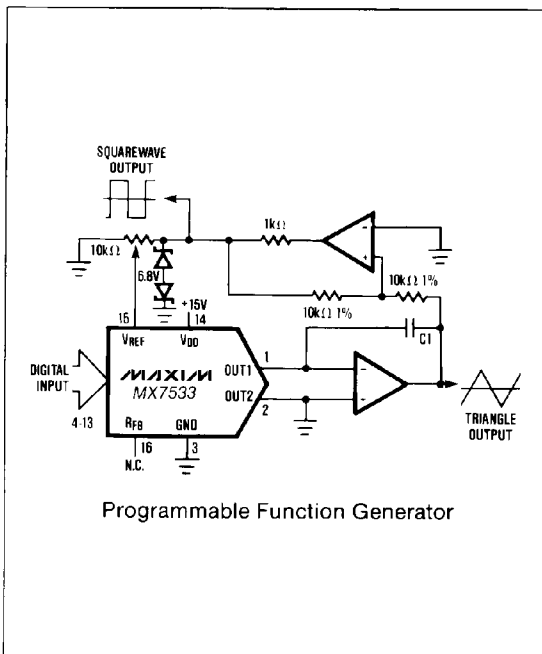 SQUAREWAVE
OUTPUT
1kΩ
10kΩ
6.8V
+15V
10kΩ 1%
10kΩ 1%
16
14
VREF
VDD
C1
DIGITAL
INPUT
4-13
MAXIM
MX7533
OUT1
1
OUT2
2
RFB
GND
16
3
N.C.
TRIANGLE
OUTPUT
Programmable Function Generator